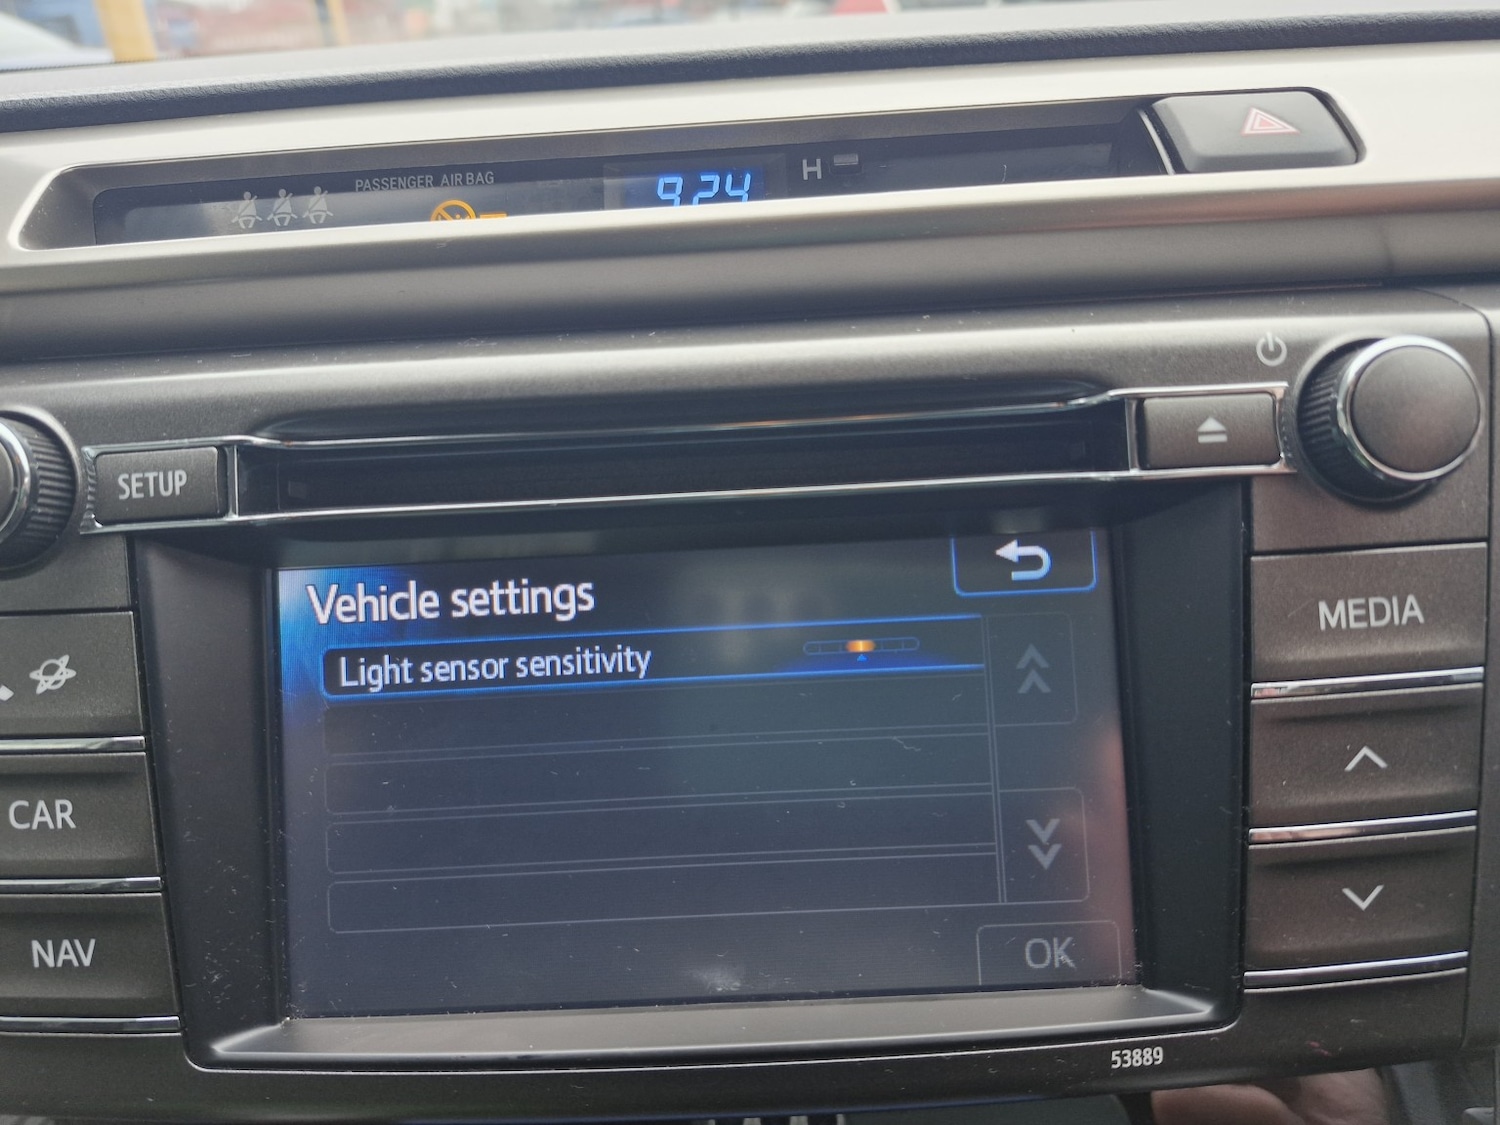 PASSENGER AIR BAG
9:24
H
SETUP
Vehicle settings
Light sensor sensitivity
MEDIA
CAR
NAV
OK
53889